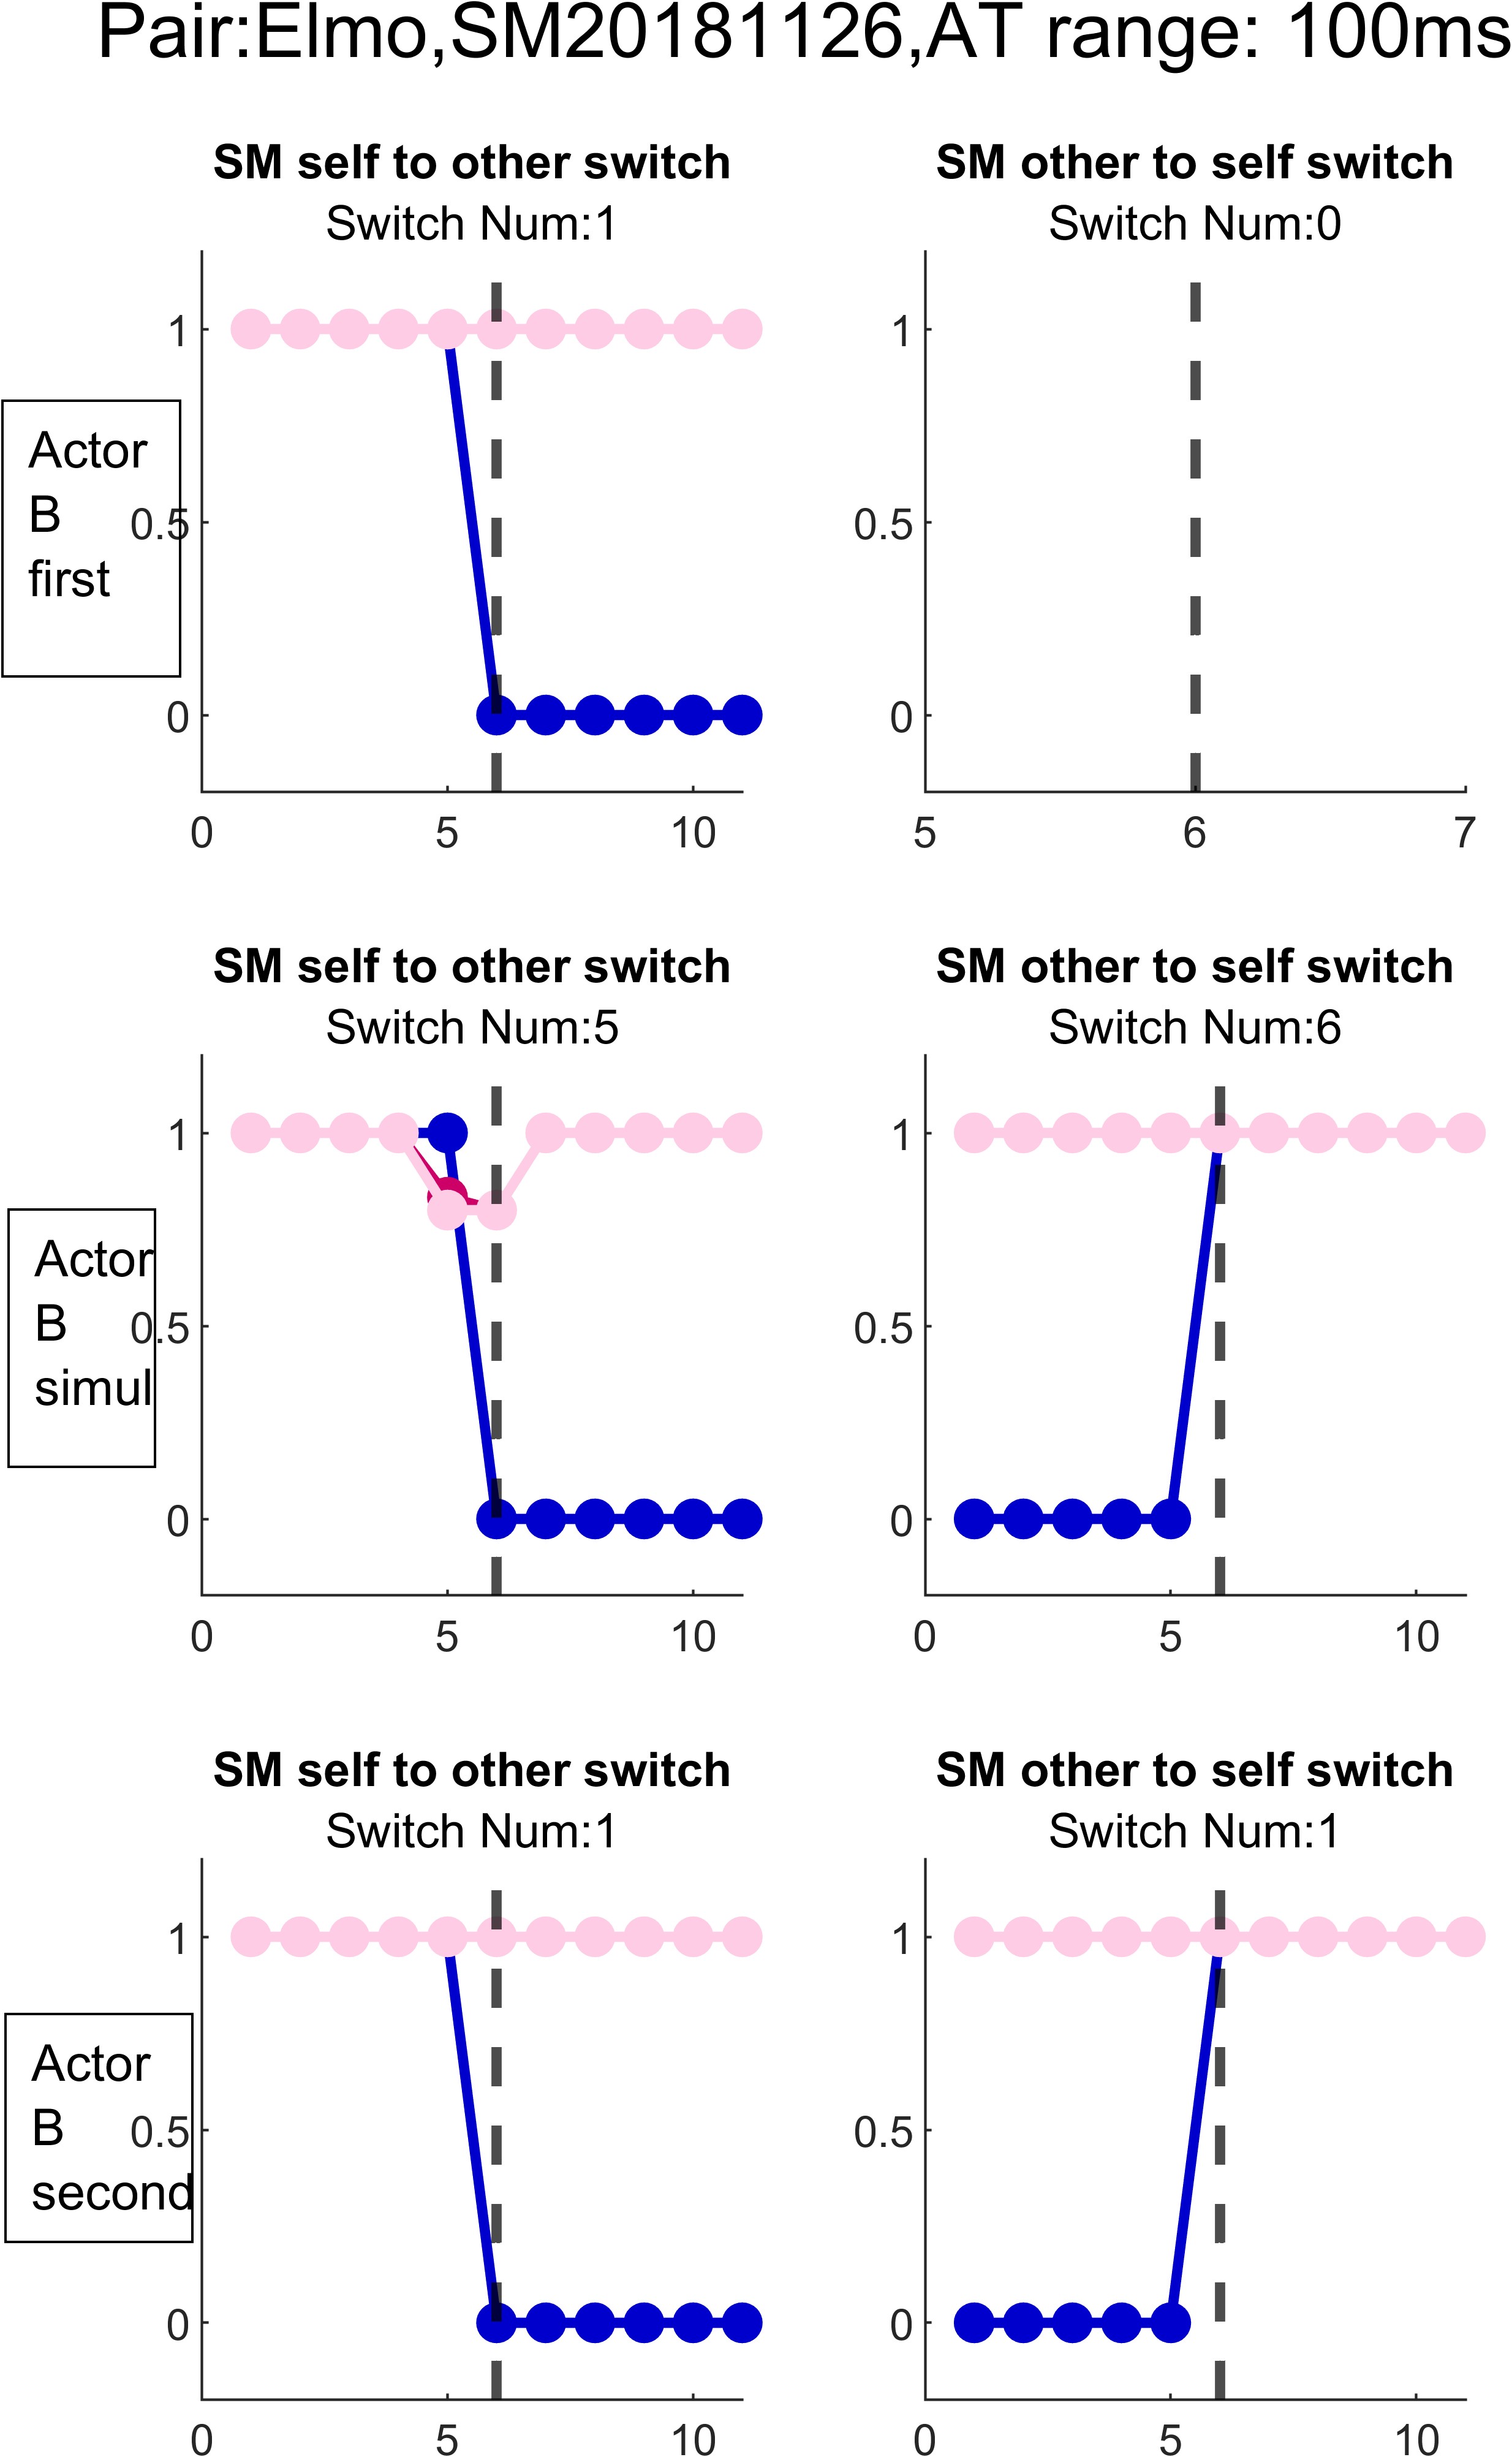 Pair:Elmo,SM20181126,AT range: 100ms
SM self to other switch
Switch Num:1
1
0.5
0
0 5 10
SM other to self switch
Switch Num:0
1
0.5
0
5 6 7
Actor
B
first
SM self to other switch
Switch Num:5
1
0.5
0
0 5 10
SM other to self switch
Switch Num:6
1
0.5
0
0 5 10
Actor
B
simul
SM self to other switch
Switch Num:1
1
0.5
0
0 5 10
SM other to self switch
Switch Num:1
1
0.5
0
0 5 10
Actor
B
second